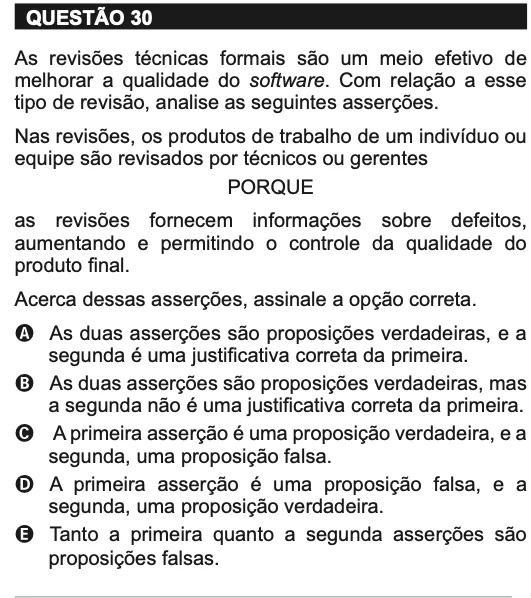 QUESTÃO 30
As revisões técnicas formais são um meio efetivo de
melhorar a qualidade do software. Com relação a esse
tipo de revisão, analise as seguintes asserções.
Nas revisões, os produtos de trabalho de um indivíduo ou
equipe são revisados por técnicos ou gerentes
PORQUE
as revisões fornecem informações sobre defeitos,
aumentando e permitindo o controle da qualidade do
produto final.
Acerca dessas asserções, assinale a opção correta.
A As duas asserções são proposições verdadeiras, e a
segunda é uma justificativa correta da primeira.
B As duas asserções são proposições verdadeiras, mas
a segunda não é uma justificativa correta da primeira.
C A primeira asserção é uma proposição verdadeira, e a
segunda, uma proposição falsa.
D A primeira asserção é uma proposição falsa, e a
segunda, uma proposição verdadeira.
E Tanto a primeira quanto a segunda asserções são
proposições falsas.